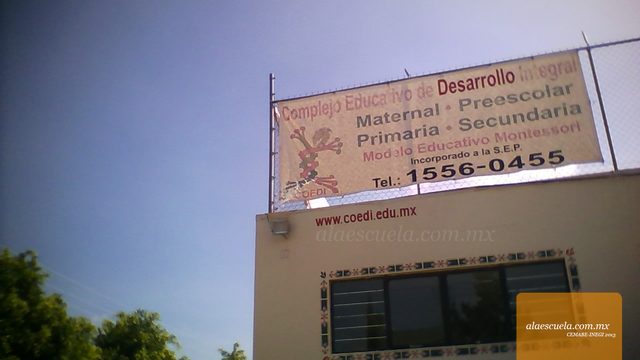 Complejo Educativo de Desarrollo Integral
Maternal • Preescolar
Primaria • Secundaria
Modelo Educativo Montessori
Incorporado a la S.E.P.
COEDI
Tel.: 1556-0455
www.coedi.edu.mx
alaescuela.com.mx
alaescuela.com.mx
CEMABE-INEGI 2013